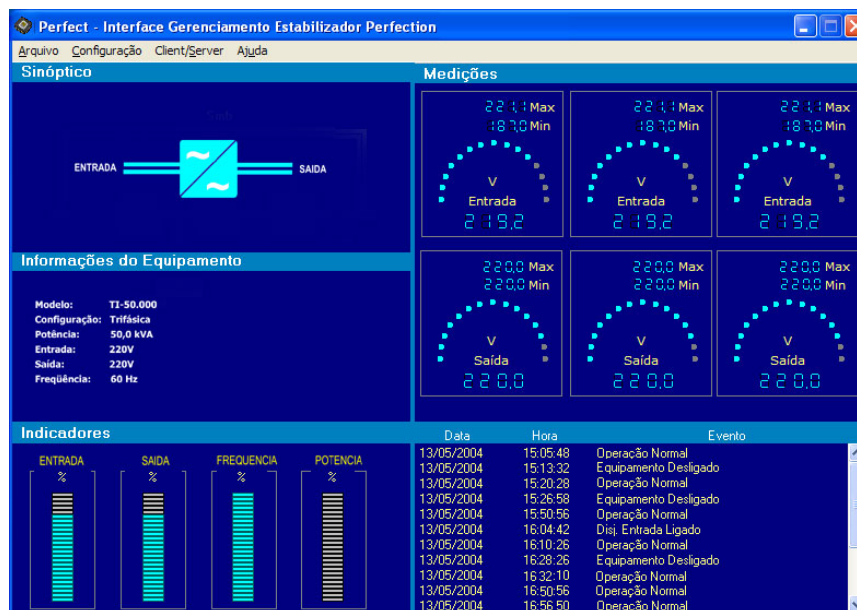 Perfect - Interface Gerenciamento Estabilizador Perfection
Arquivo Configuração Client/Server Ajuda
Sinóptico
ENTRADA
SAIDA
Informações do Equipamento
Modelo: TI-50.000
Configuração: Trifásica
Potência: 50,0 kVA
Entrada: 220V
Saída: 220V
Freqüência: 60 Hz
Indicadores
ENTRADA SAIDA FREQUENCIA POTENCIA
% % % %
Medições
221,1 Max 221,1 Max 221,1 Max
187,0 Min 187,0 Min 187,0 Min
V V V
Entrada Entrada Entrada
219,2 219,2 219,2
220,0 Max 220,0 Max 220,0 Max
220,0 Min 220,0 Min 220,0 Min
V V V
Saída Saída Saída
220,0 220,0 220,0
Data Hora Evento
13/05/2004 15:05:48 Operação Normal
13/05/2004 15:13:32 Equipamento Desligado
13/05/2004 15:20:28 Operação Normal
13/05/2004 15:26:58 Equipamento Desligado
13/05/2004 15:50:56 Operação Normal
13/05/2004 16:04:42 Disj. Entrada Ligado
13/05/2004 16:10:26 Operação Normal
13/05/2004 16:28:26 Equipamento Desligado
13/05/2004 16:32:10 Operação Normal
13/05/2004 16:50:56 Operação Normal
13/05/2004 16:56:50 Operação Normal